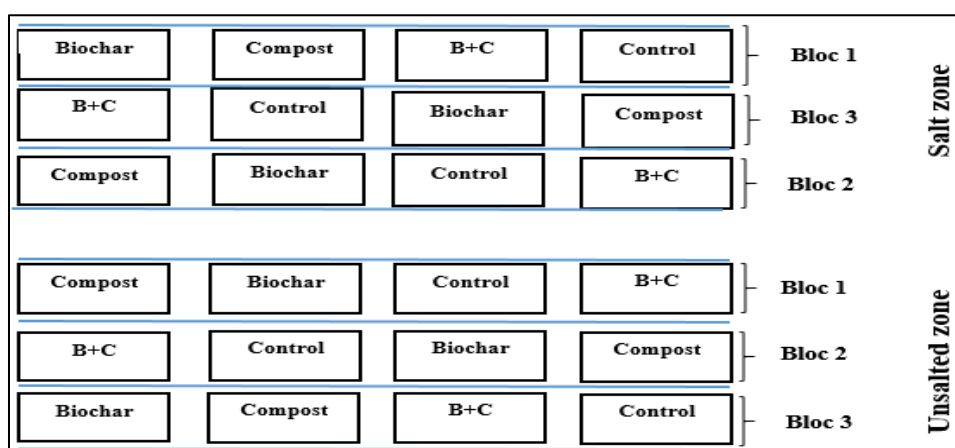 Biochar Compost B+C Control Bloc 1
B+C Control Biochar Compost Bloc 3
Compost Biochar Control B+C Bloc 2
Salt zone
Compost Biochar Control B+C Bloc 1
B+C Control Biochar Compost Bloc 2
Biochar Compost B+C Control Bloc 3
Unsalted zone